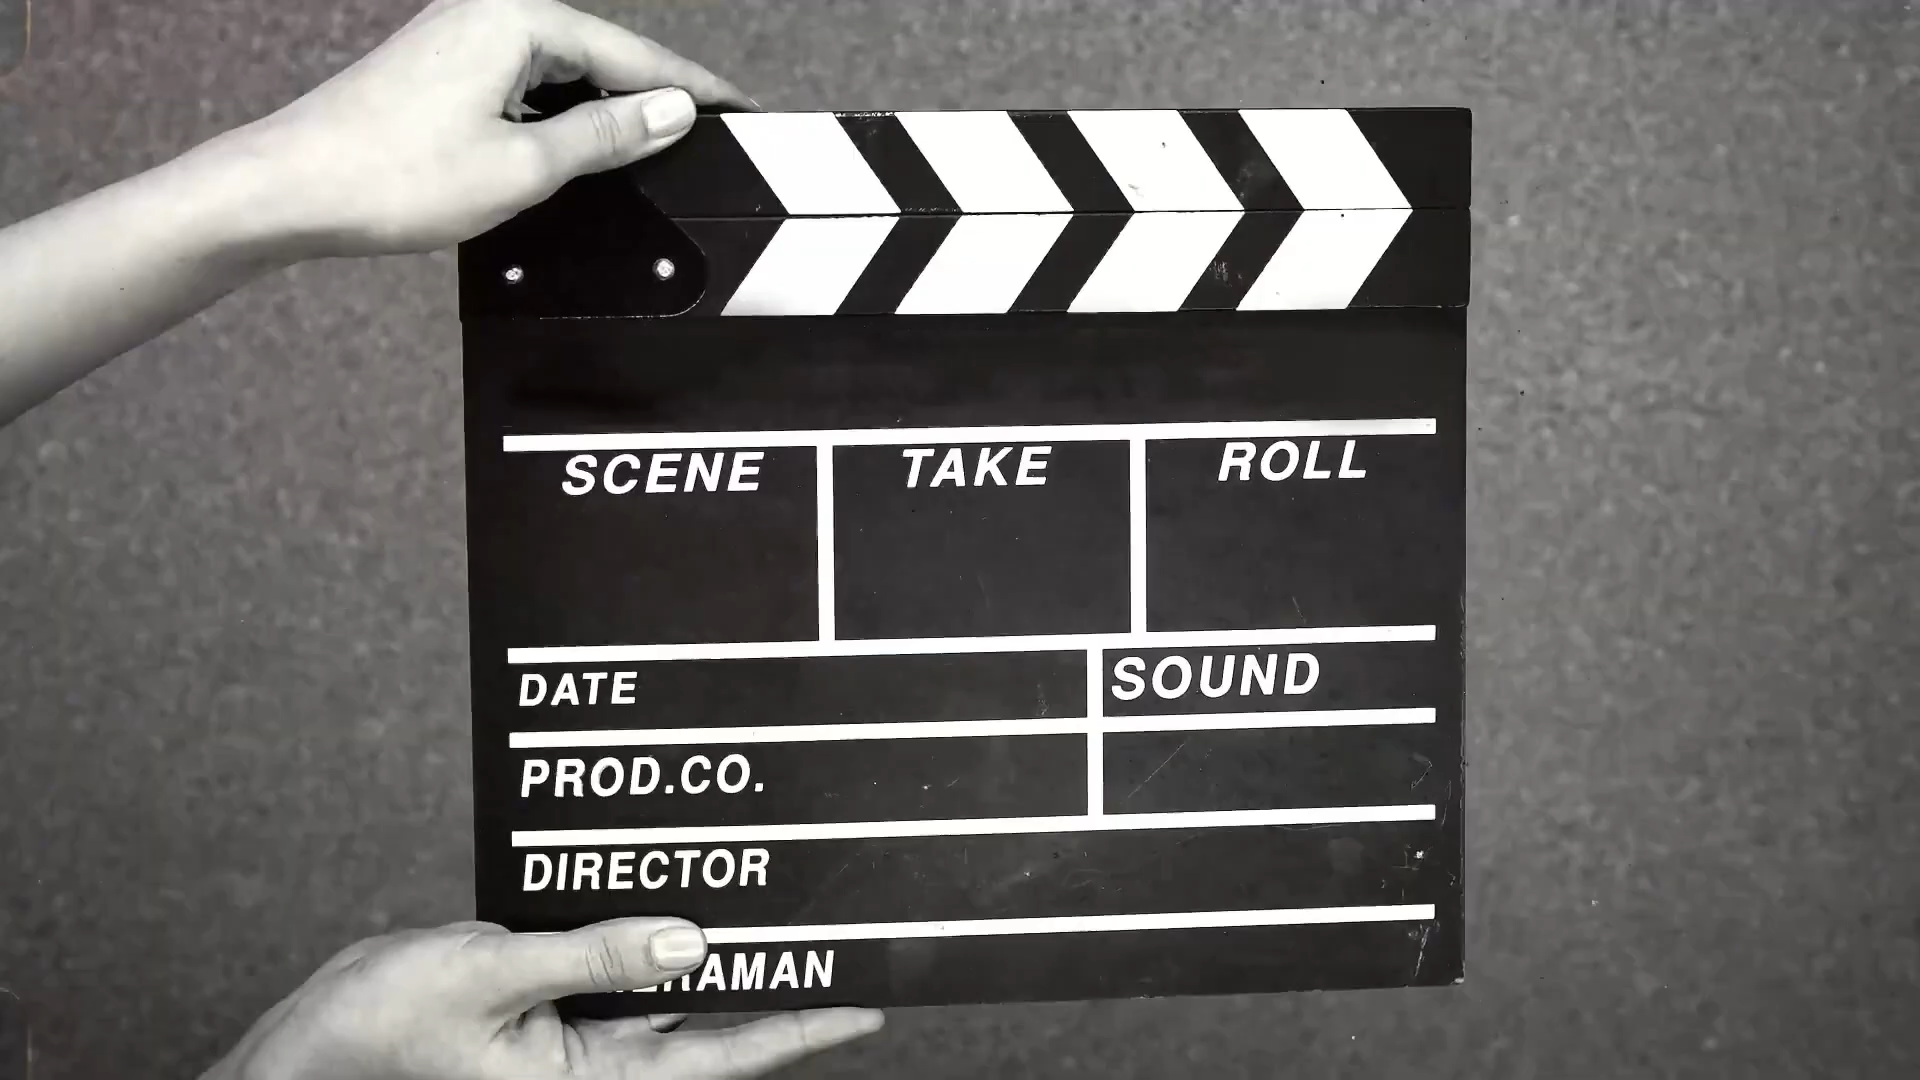 SCENE TAKE ROLL
DATE SOUND
PROD.CO.
DIRECTOR